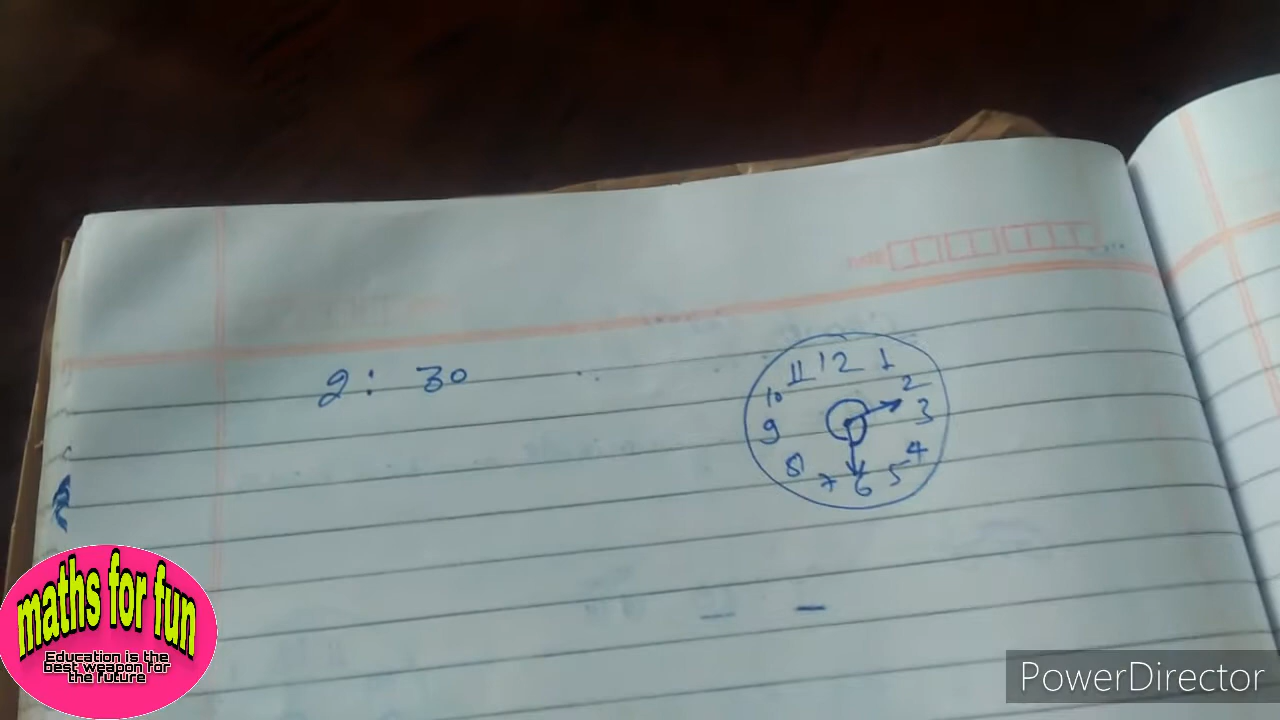 2: 30
11 12 1
10 2
9 3
8 4
7 6 5
maths for fun
Education is the
best weapon for
the future
PowerDirector